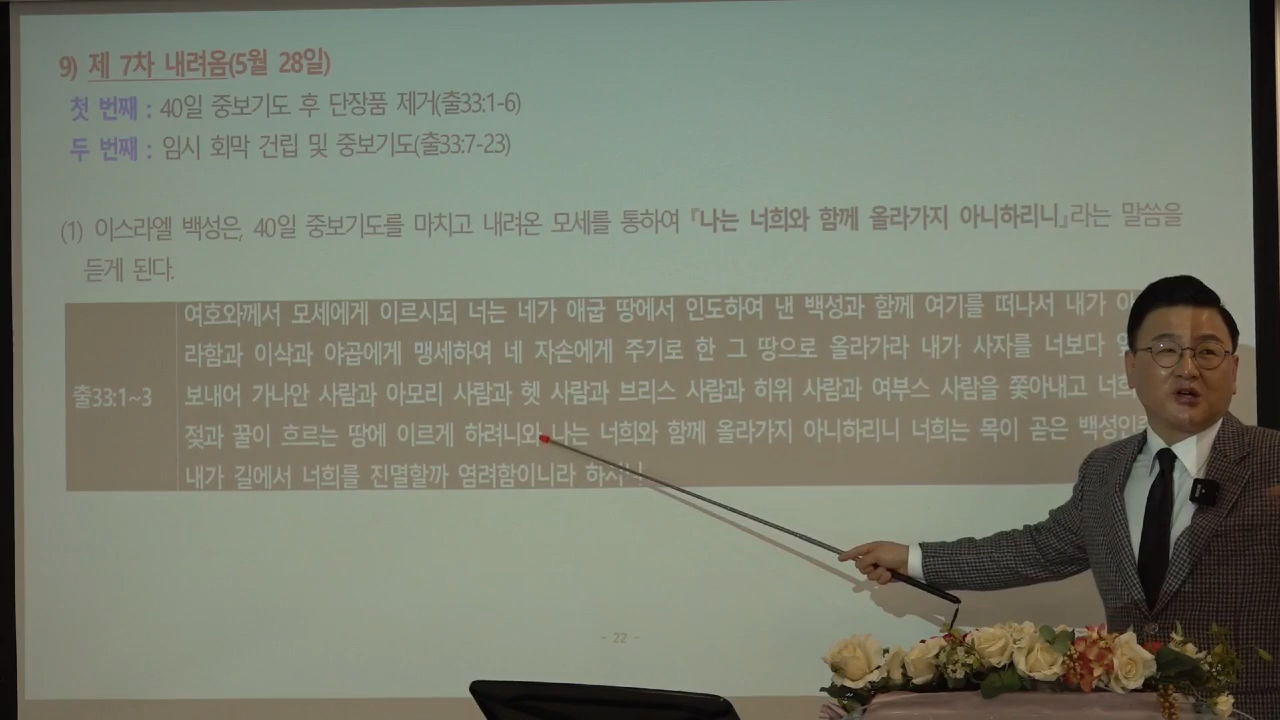 9) 제 7차 내려옴(5월 28일)
첫 번째 : 40일 중보기도 후 단장품 제거(출33:1-6)
두 번째 : 임시 회막 건립 및 중보기도(출33:7-23)
(1) 이스라엘 백성은, 40일 중보기도를 마치고 내려온 모세를 통하여 『나는 너희와 함께 올라가지 아니하리니』라는 말씀을
듣게 된다.
출33:1~3
여호와께서 모세에게 이르시되 너는 네가 애굽 땅에서 인도하여 낸 백성과 함께 여기를 떠나서 내가
라함과 이삭과 야곱에게 맹세하여 네 자손에게 주기로 한 그 땅으로 올라가라 내가 사자를 너보다
보내어 가나안 사람과 아모리 사람과 헷 사람과 브리스 사람과 히위 사람과 여부스 사람을 쫓아내고
젖과 꿀이 흐르는 땅에 이르게 하려니와 나는 너희와 함께 올라가지 아니하리니 너희는 목이 곧은
내가 길에서 너희를 진멸할까 염려함이니라
- 22 -